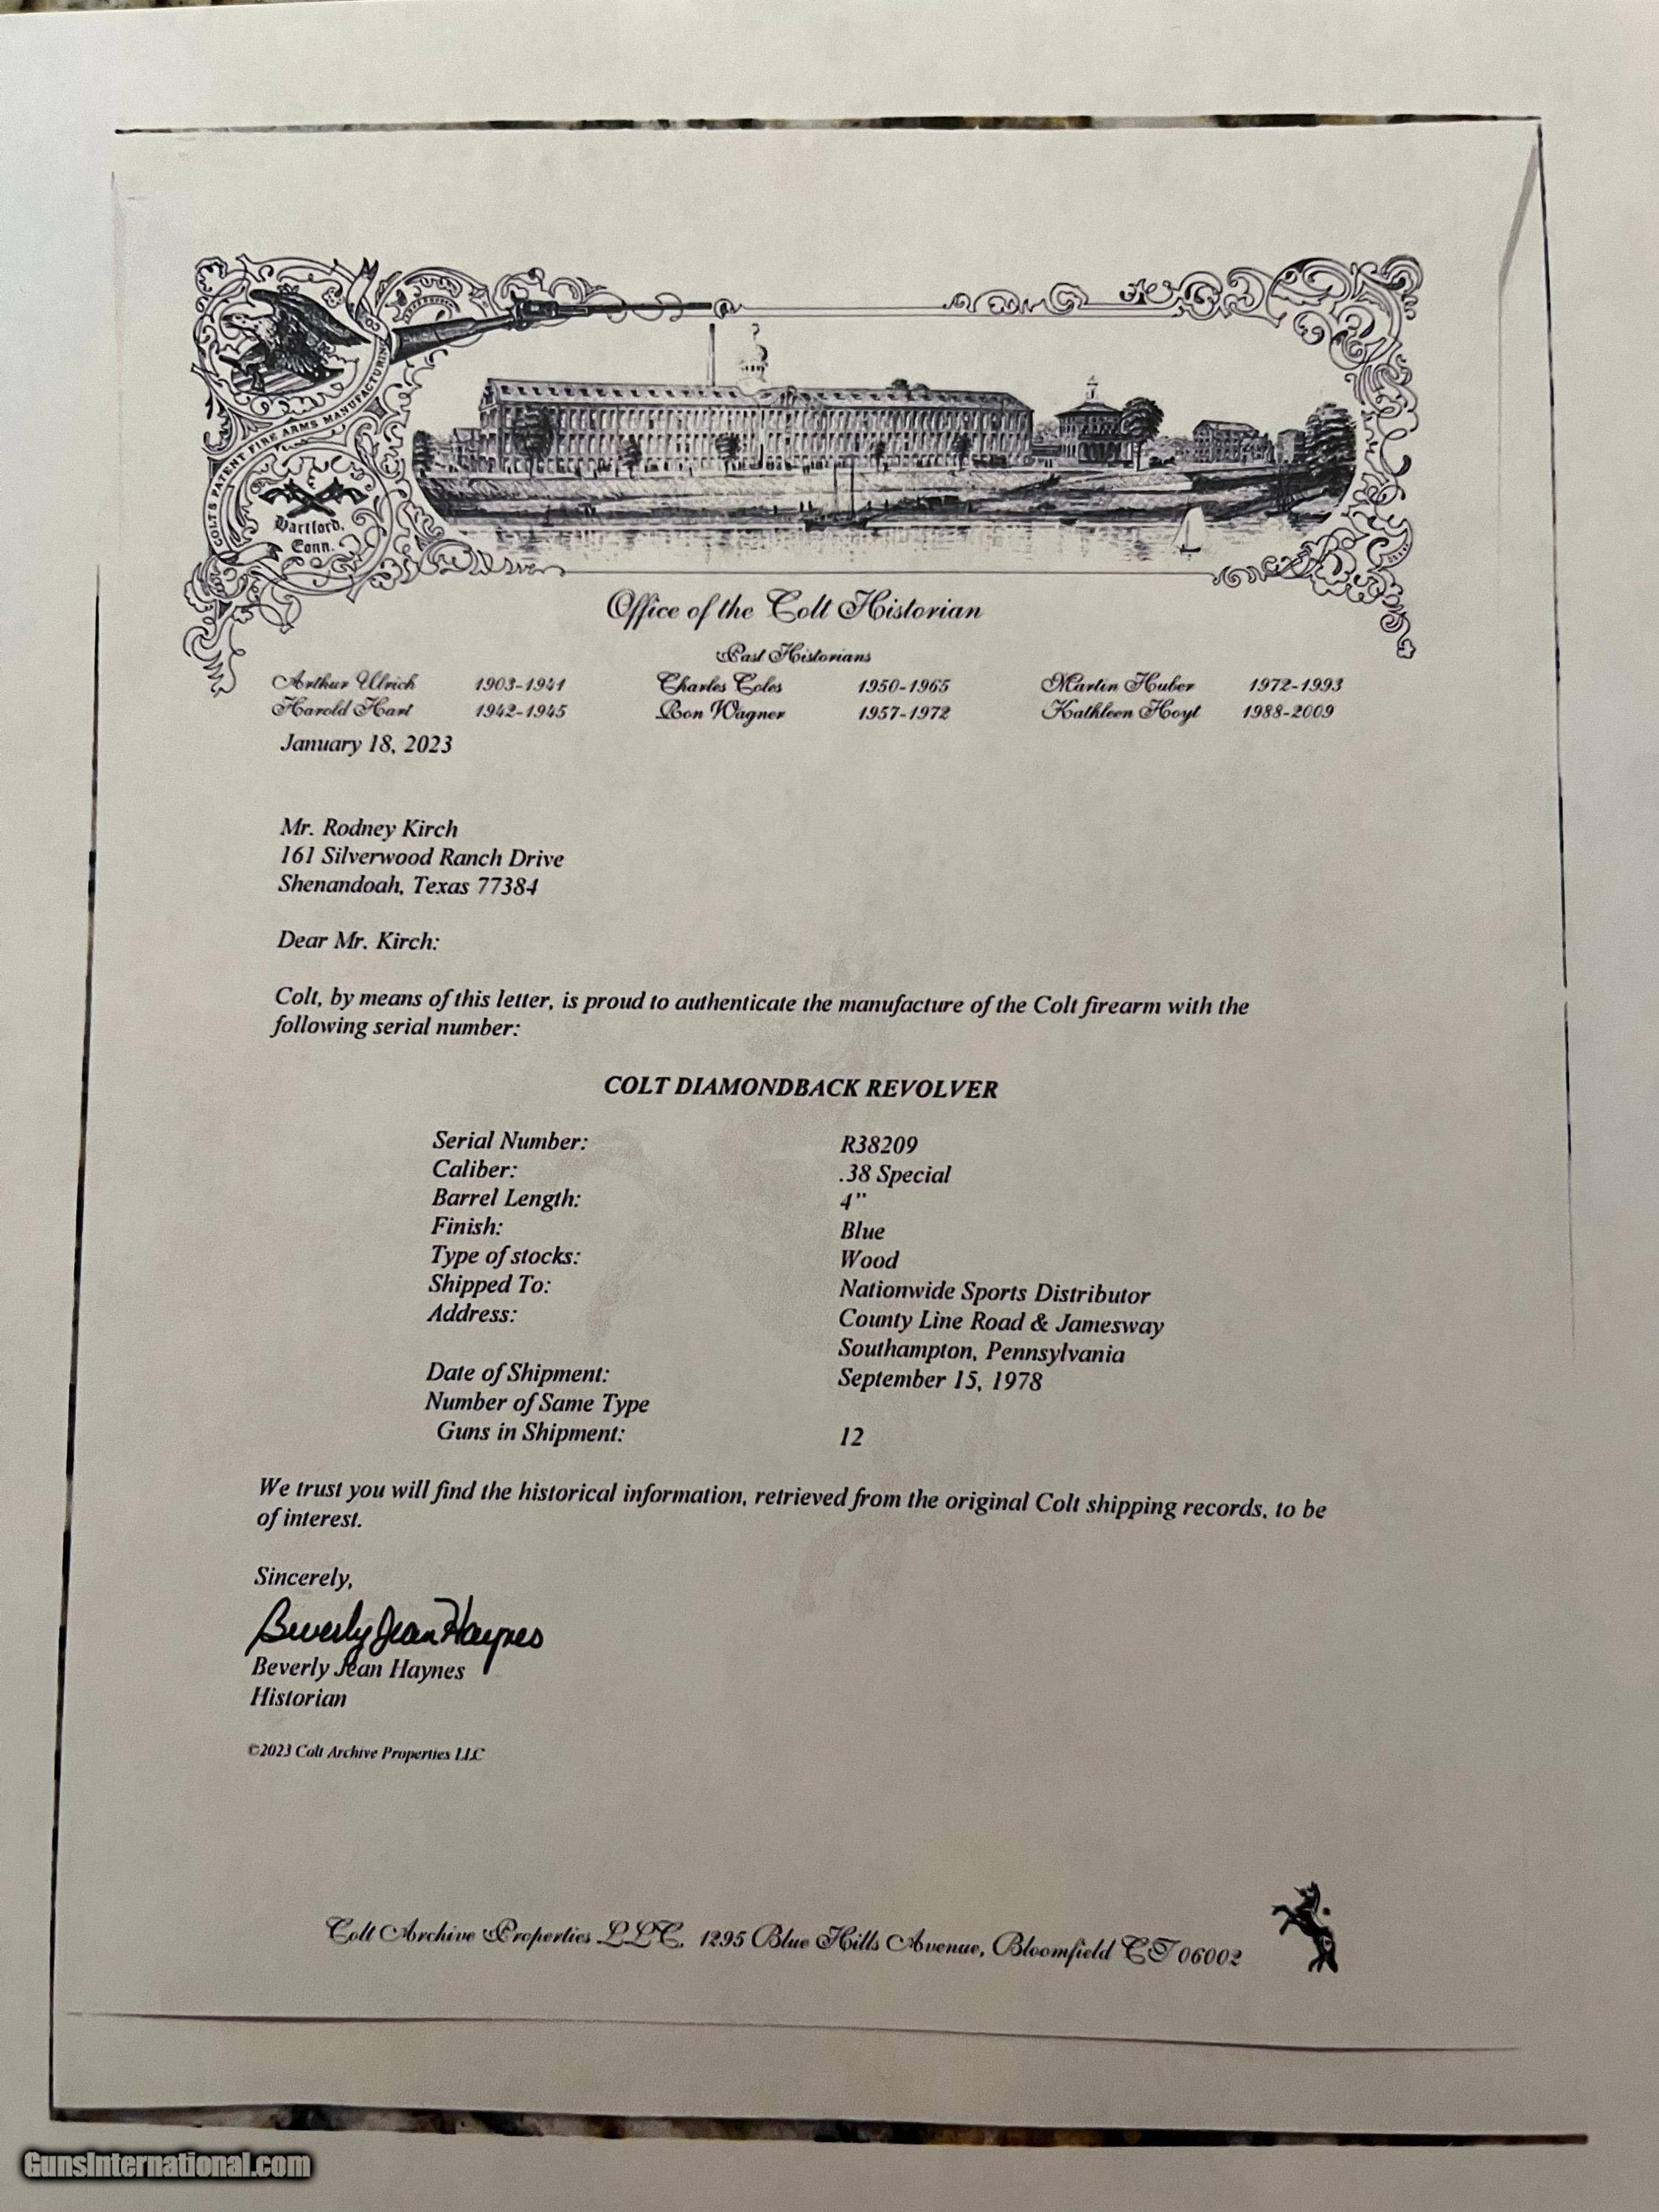 COLT'S PATENT FIRE ARMS MANUFACTURING
Hartford,
Conn.
Office of the Colt Historian
Past Historians
Arthur Ulrich 1903-1941 Charles Coles 1950-1965 Martin Huber 1972-1993
Harold Hart 1942-1945 Ron Wagner 1957-1972 Kathleen Hoyt 1988-2009
January 18, 2023
Mr. Rodney Kirch
161 Silverwood Ranch Drive
Shenandoah, Texas 77384
Dear Mr. Kirch:
Colt, by means of this letter, is proud to authenticate the manufacture of the Colt firearm with the
following serial number:
COLT DIAMONDBACK REVOLVER
Serial Number: R38209
Caliber: .38 Special
Barrel Length: 4"
Finish: Blue
Type of stocks: Wood
Shipped To: Nationwide Sports Distributor
Address: County Line Road & Jamesway
Southampton, Pennsylvania
Date of Shipment: September 15, 1978
Number of Same Type
Guns in Shipment: 12
We trust you will find the historical information, retrieved from the original Colt shipping records, to be
of interest.
Sincerely,
Beverly Jean Haynes
Beverly Jean Haynes
Historian
©2023 Colt Archive Properties LLC
Colt Archive Properties LLC, 1295 Blue Hills Avenue, Bloomfield CT 06002
GunsInternational.com